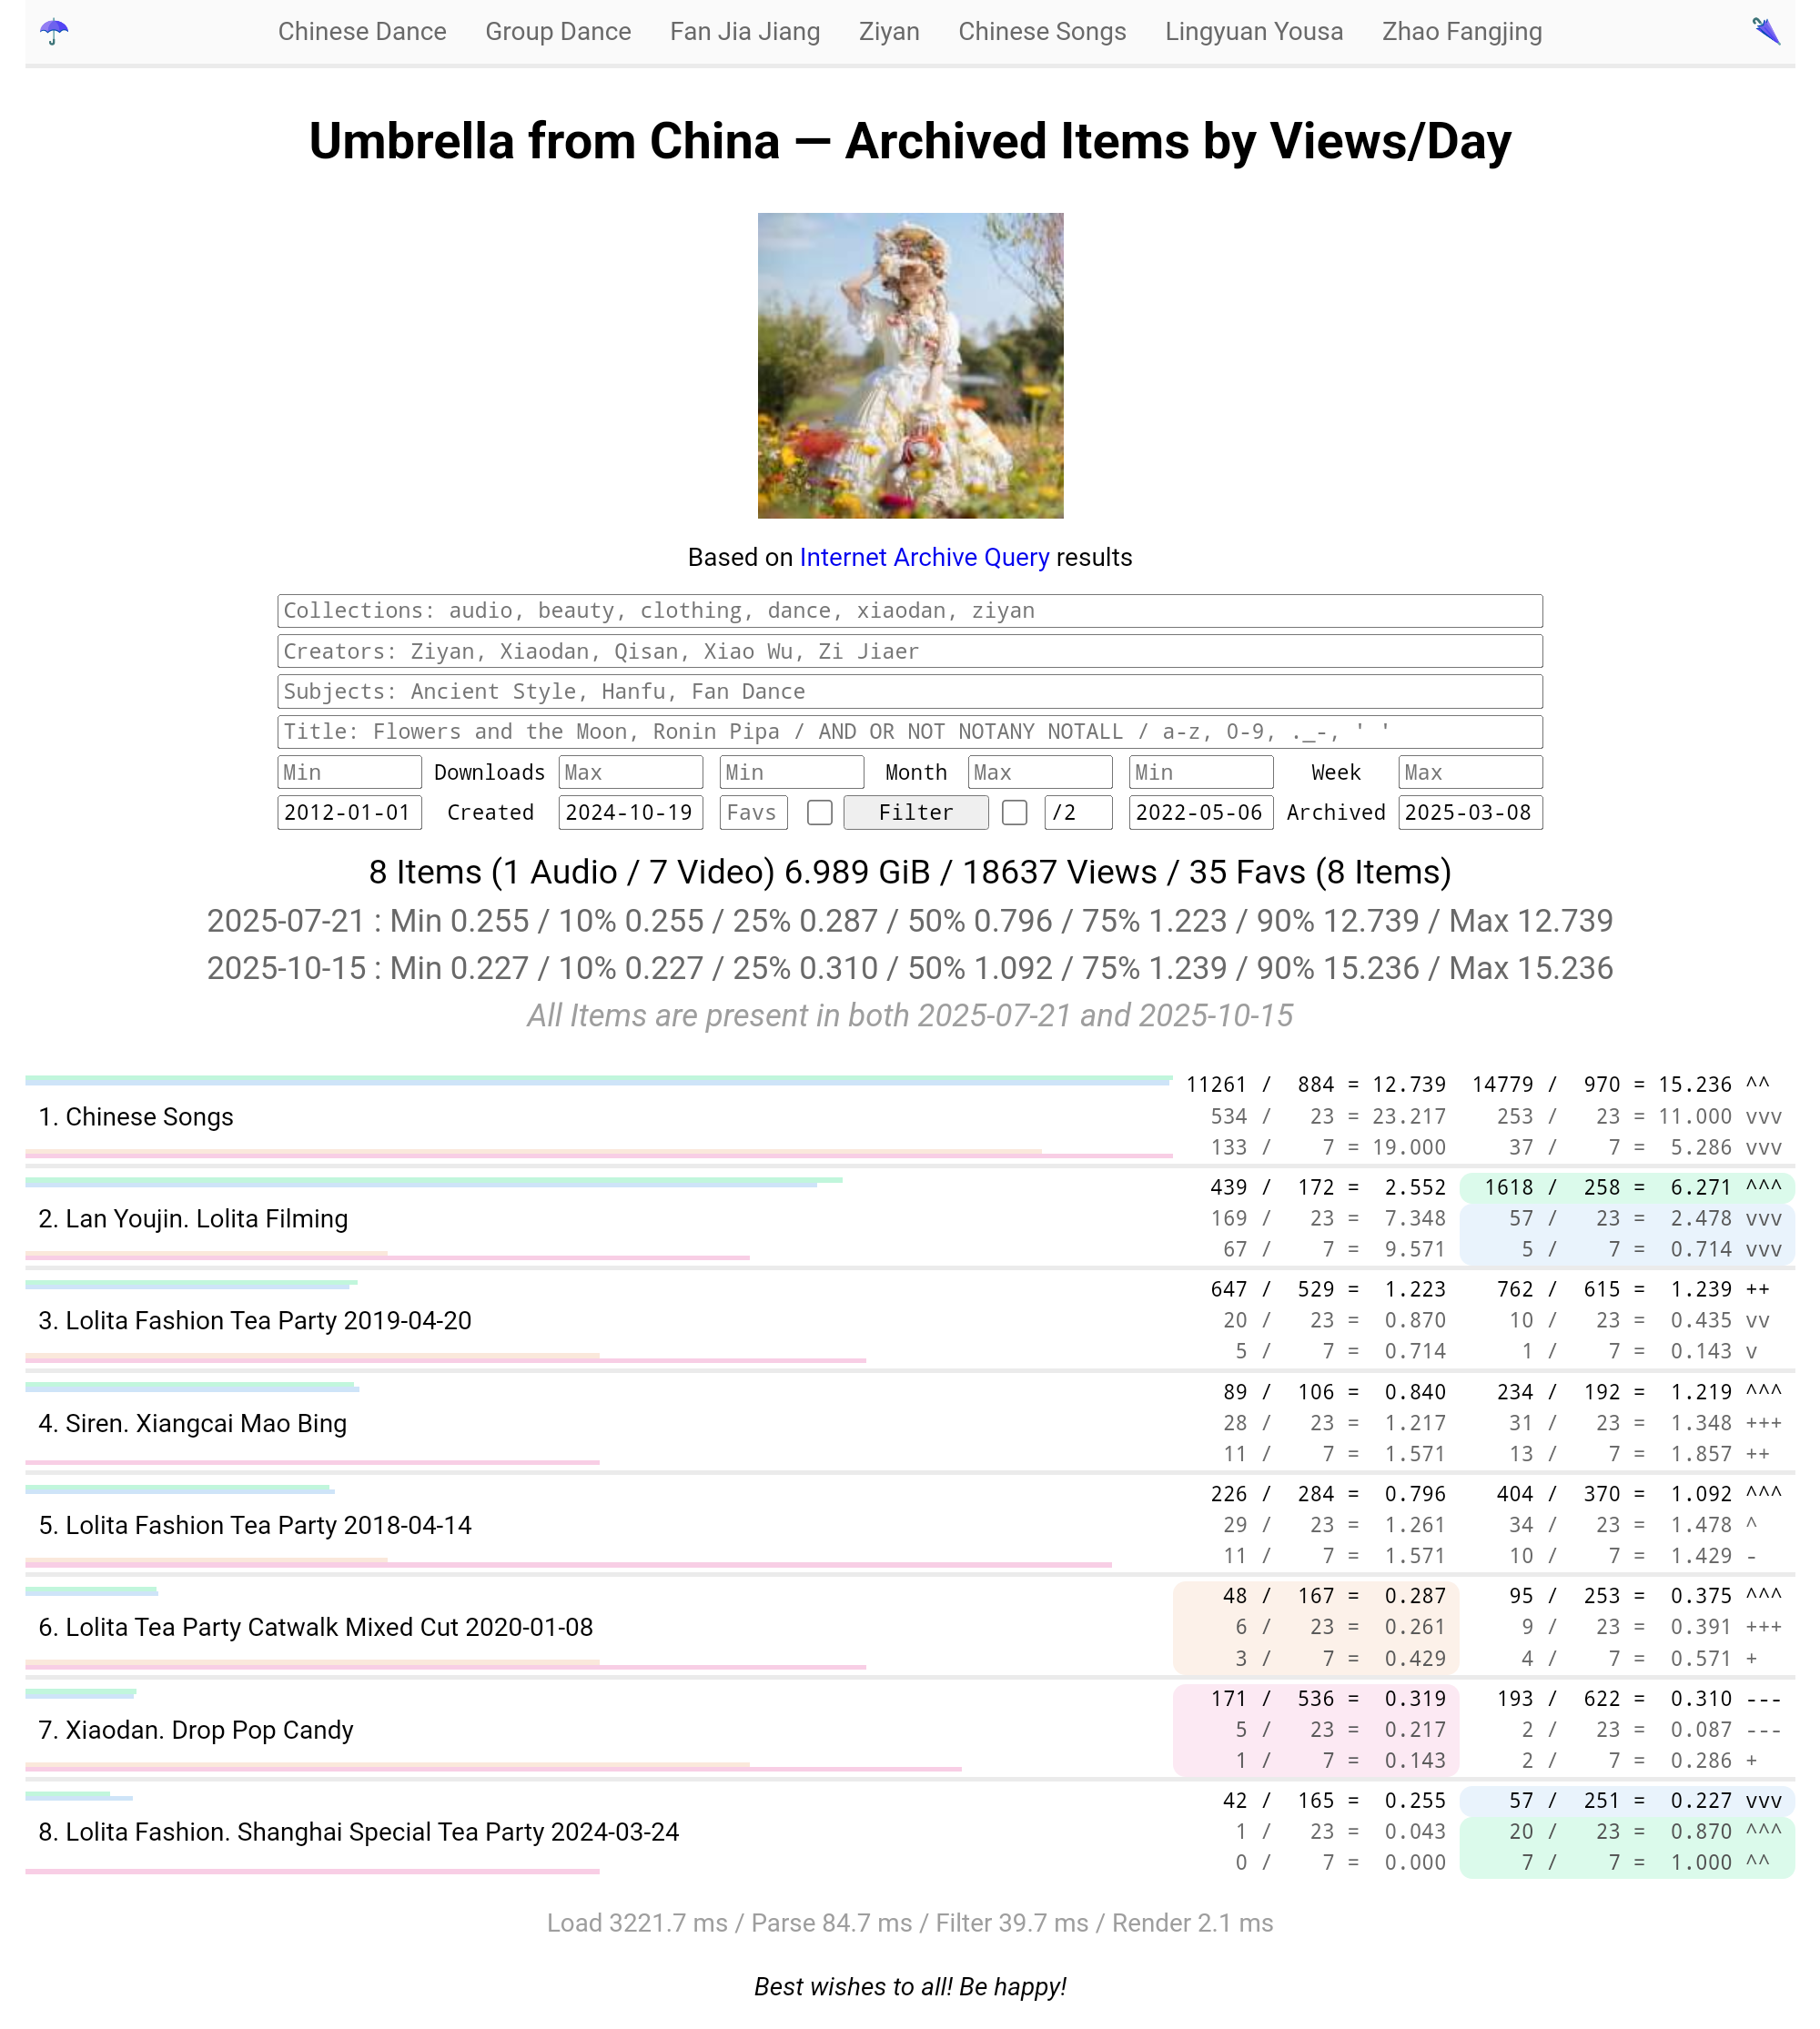 Chinese Dance Group Dance Fan Jia Jiang Ziyan Chinese Songs Lingyuan Yousa Zhao Fangjing
Umbrella from China — Archived Items by Views/Day
Based on Internet Archive Query results
Collections: audio, beauty, clothing, dance, xiaodan, ziyan
Creators: Ziyan, Xiaodan, Qisan, Xiao Wu, Zi Jiaer
Subjects: Ancient Style, Hanfu, Fan Dance
Title: Flowers and the Moon, Ronin Pipa / AND OR NOT NOTANY NOTALL / a-z, 0-9, ._-, ' '
Min Downloads Max Min Month Max Min Week Max
2012-01-01 Created 2024-10-19 Favs Filter /2 2022-05-06 Archived 2025-03-08
8 Items (1 Audio / 7 Video) 6.989 GiB / 18637 Views / 35 Favs (8 Items)
2025-07-21 : Min 0.255 / 10% 0.255 / 25% 0.287 / 50% 0.796 / 75% 1.223 / 90% 12.739 / Max 12.739
2025-10-15 : Min 0.227 / 10% 0.227 / 25% 0.310 / 50% 1.092 / 75% 1.239 / 90% 15.236 / Max 15.236
All Items are present in both 2025-07-21 and 2025-10-15
11261 / 884 = 12.739 14779 / 970 = 15.236 ^^
1. Chinese Songs 534 / 23 = 23.217 253 / 23 = 11.000 vvv
133 / 7 = 19.000 37 / 7 = 5.286 vvv
439 / 172 = 2.552 1618 / 258 = 6.271 ^^^
2. Lan Youjin. Lolita Filming 169 / 23 = 7.348 57 / 23 = 2.478 vvv
67 / 7 = 9.571 5 / 7 = 0.714 vvv
647 / 529 = 1.223 762 / 615 = 1.239 ++
3. Lolita Fashion Tea Party 2019-04-20 20 / 23 = 0.870 10 / 23 = 0.435 vv
5 / 7 = 0.714 1 / 7 = 0.143 v
89 / 106 = 0.840 234 / 192 = 1.219 ^^^
4. Siren. Xiangcai Mao Bing 28 / 23 = 1.217 31 / 23 = 1.348 +++
11 / 7 = 1.571 13 / 7 = 1.857 ++
226 / 284 = 0.796 404 / 370 = 1.092 ^^^
5. Lolita Fashion Tea Party 2018-04-14 29 / 23 = 1.261 34 / 23 = 1.478 ^
11 / 7 = 1.571 10 / 7 = 1.429 -
48 / 167 = 0.287 95 / 253 = 0.375 ^^^
6. Lolita Tea Party Catwalk Mixed Cut 2020-01-08 6 / 23 = 0.261 9 / 23 = 0.391 +++
3 / 7 = 0.429 4 / 7 = 0.571 +
171 / 536 = 0.319 193 / 622 = 0.310 ---
7. Xiaodan. Drop Pop Candy 5 / 23 = 0.217 2 / 23 = 0.087 ---
1 / 7 = 0.143 2 / 7 = 0.286 +
42 / 165 = 0.255 57 / 251 = 0.227 vvv
8. Lolita Fashion. Shanghai Special Tea Party 2024-03-24 1 / 23 = 0.043 20 / 23 = 0.870 ^^^
0 / 7 = 0.000 7 / 7 = 1.000 ^^
Load 3221.7 ms / Parse 84.7 ms / Filter 39.7 ms / Render 2.1 ms
Best wishes to all! Be happy!